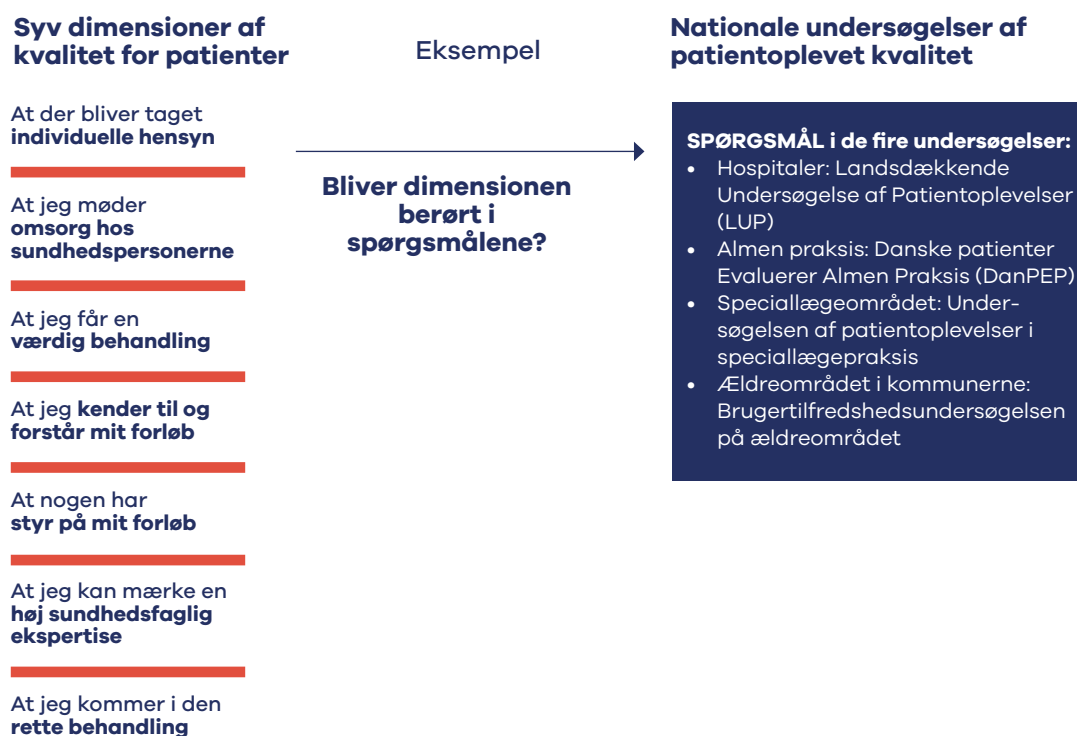 Syv dimensioner af
kvalitet for patienter
At der bliver taget
individuelle hensyn
At jeg møder
omsorg hos
sundhedspersonerne
At jeg får en
værdig behandling
At jeg kender til og
forstår mit forløb
At nogen har
styr på mit forløb
At jeg kan mærke en
høj sundhedsfaglig
ekspertise
At jeg kommer i den
rette behandling
Eksempel
Bliver dimensionen
berørt i
spørgsmålene?
Nationale undersøgelser af
patientoplevet kvalitet
SPØRGSMÅL i de fire undersøgelser:
• Hospitaler: Landsdækkende
Undersøgelse af Patientoplevelser
(LUP)
• Almen praksis: Danske patienter
Evaluerer Almen Praksis (DanPEP)
• Speciallægeområdet: Under-
søgelsen af patientoplevelser i
speciallægepraksis
• Ældreområdet i kommunerne:
Brugertilfredshedsundersøgelsen
på ældreområdet